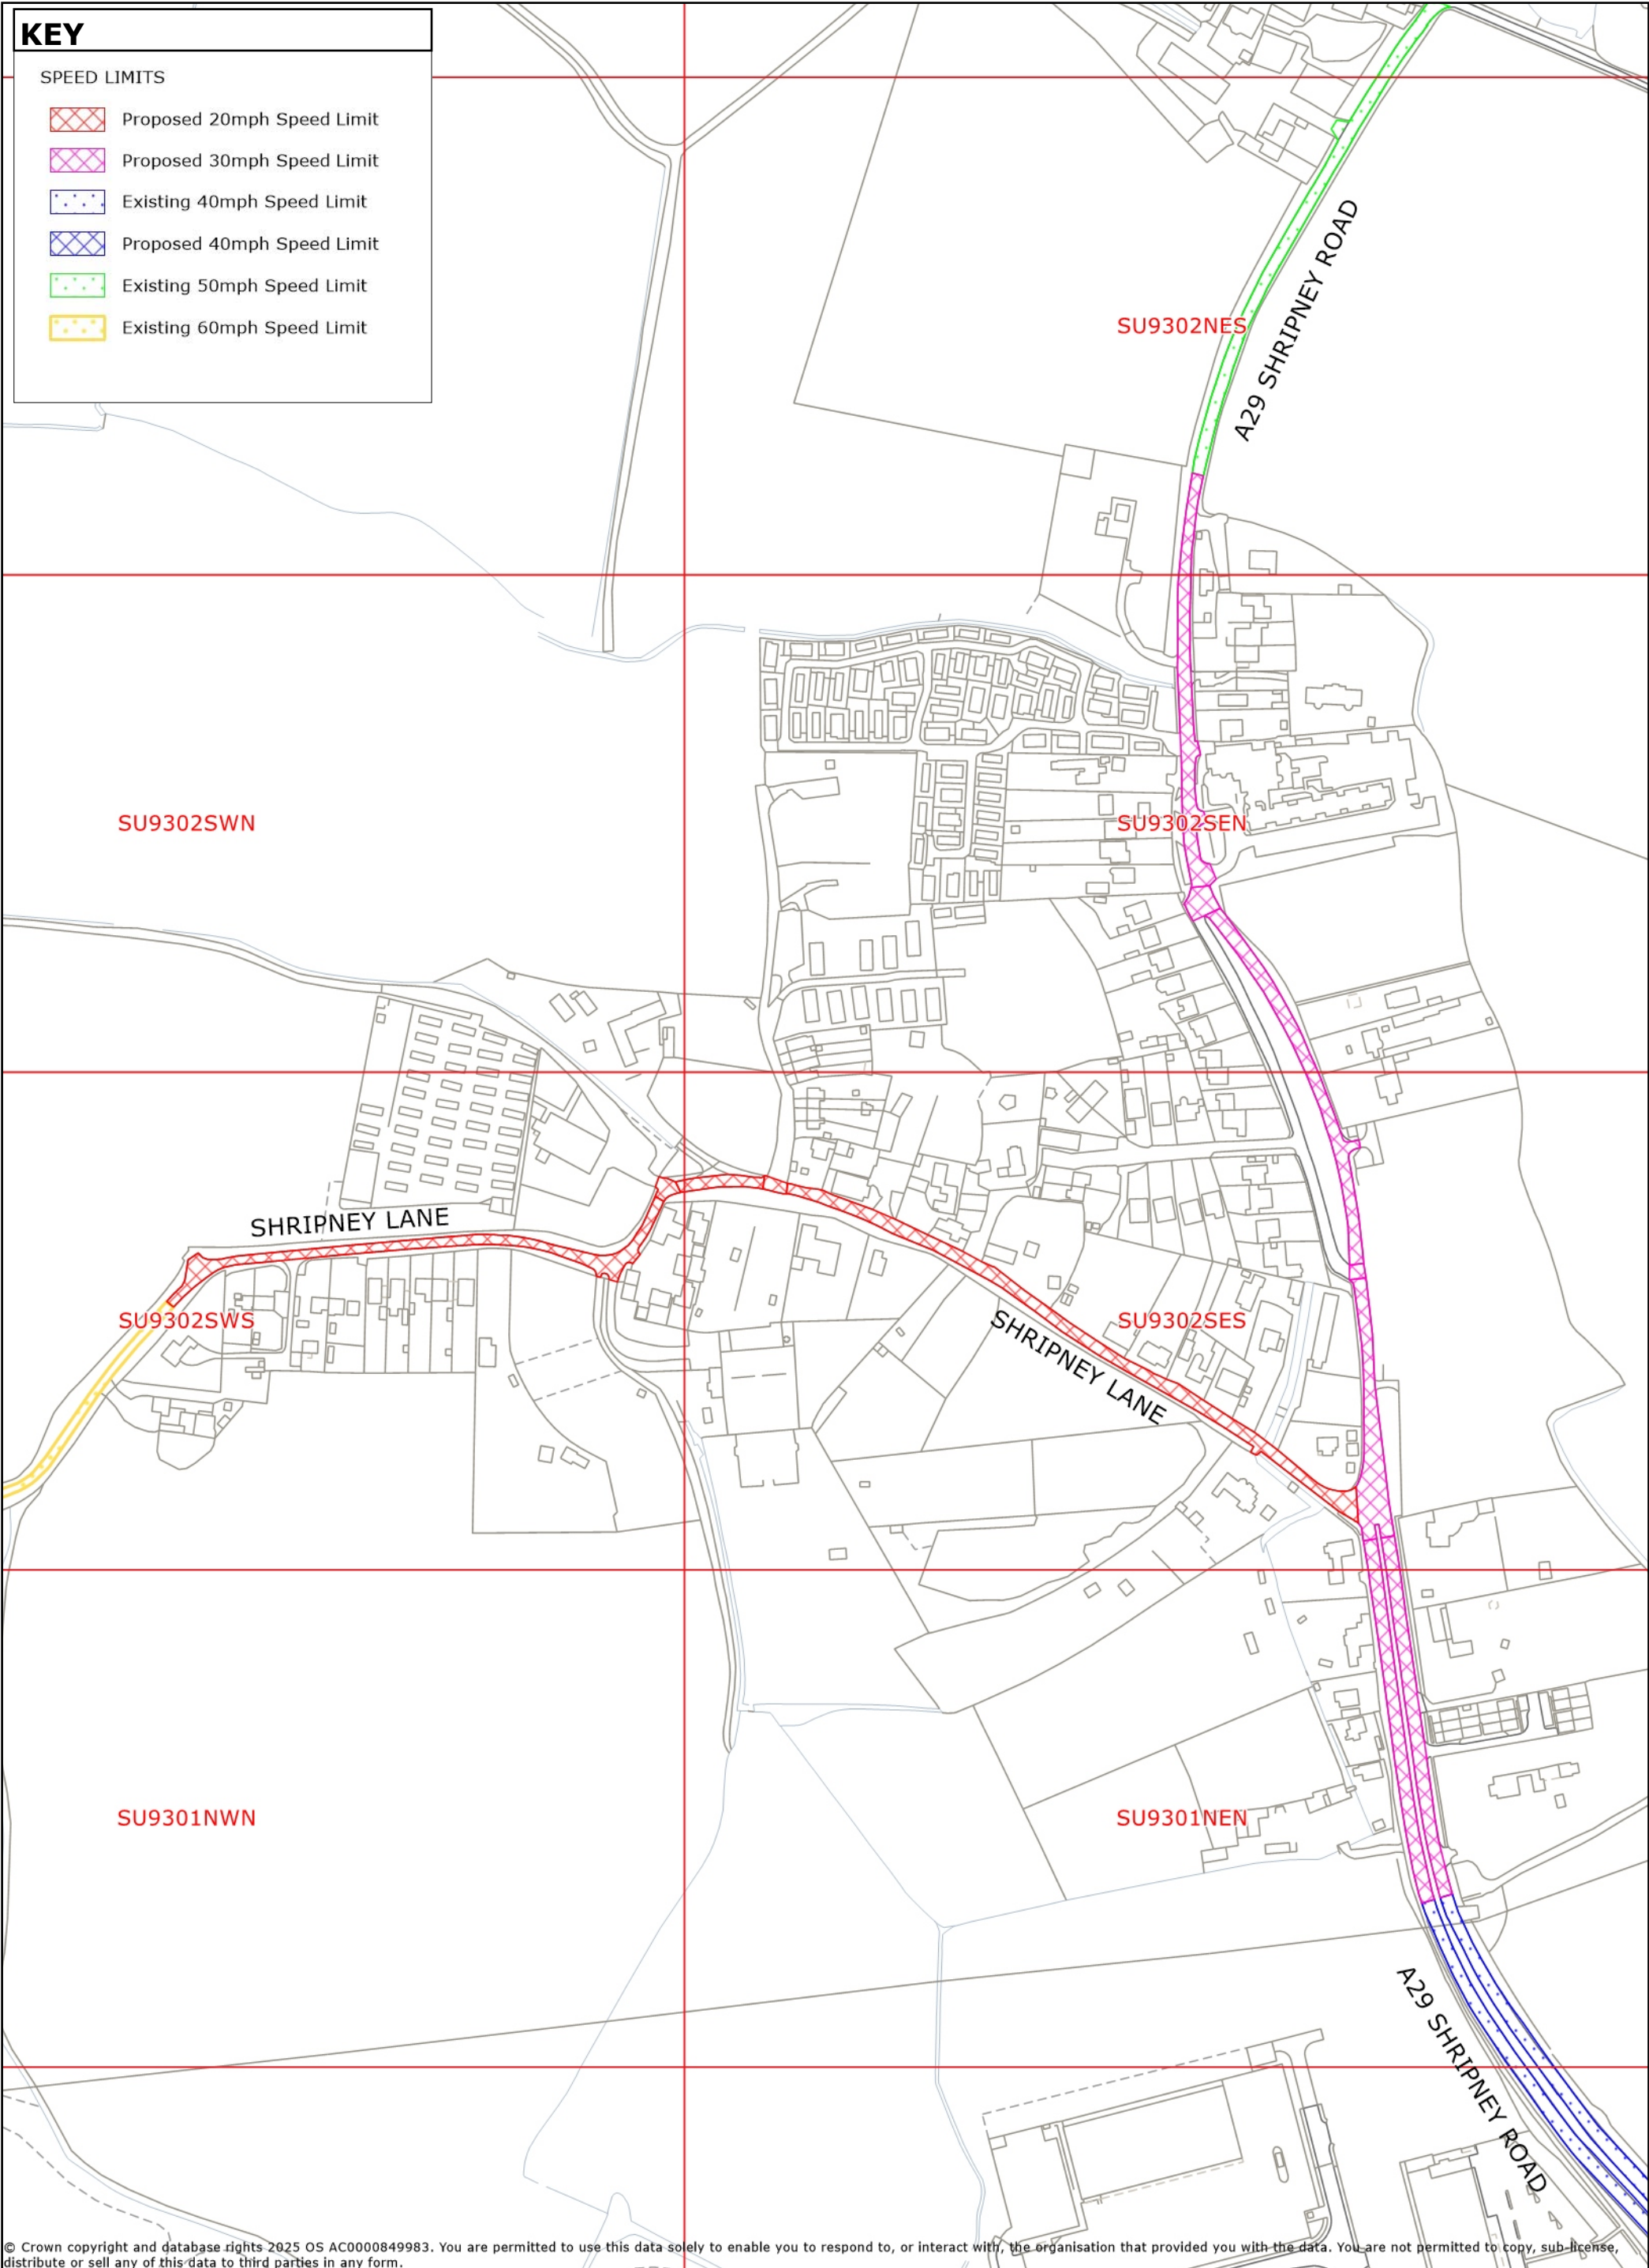 KEY
SPEED LIMITS
Proposed 20mph Speed Limit
Proposed 30mph Speed Limit
Existing 40mph Speed Limit
Proposed 40mph Speed Limit
Existing 50mph Speed Limit
Existing 60mph Speed Limit
A29 SHRIPNEY ROAD
SU9302NES
SU9302SWN
SU9302SEN
SHRIPNEY LANE
SU9302SWS
SU9302SES
SHRIPNEY LANE
SU9301NWN
SU9301NEN
A29 SHRIPNEY ROAD
© Crown copyright and database rights 2025 OS AC0000849983. You are permitted to use this data solely to enable you to respond to, or interact with, the organisation that provided you with the data. You are not permitted to copy, sub-license,
distribute or sell any of this data to third parties in any form.